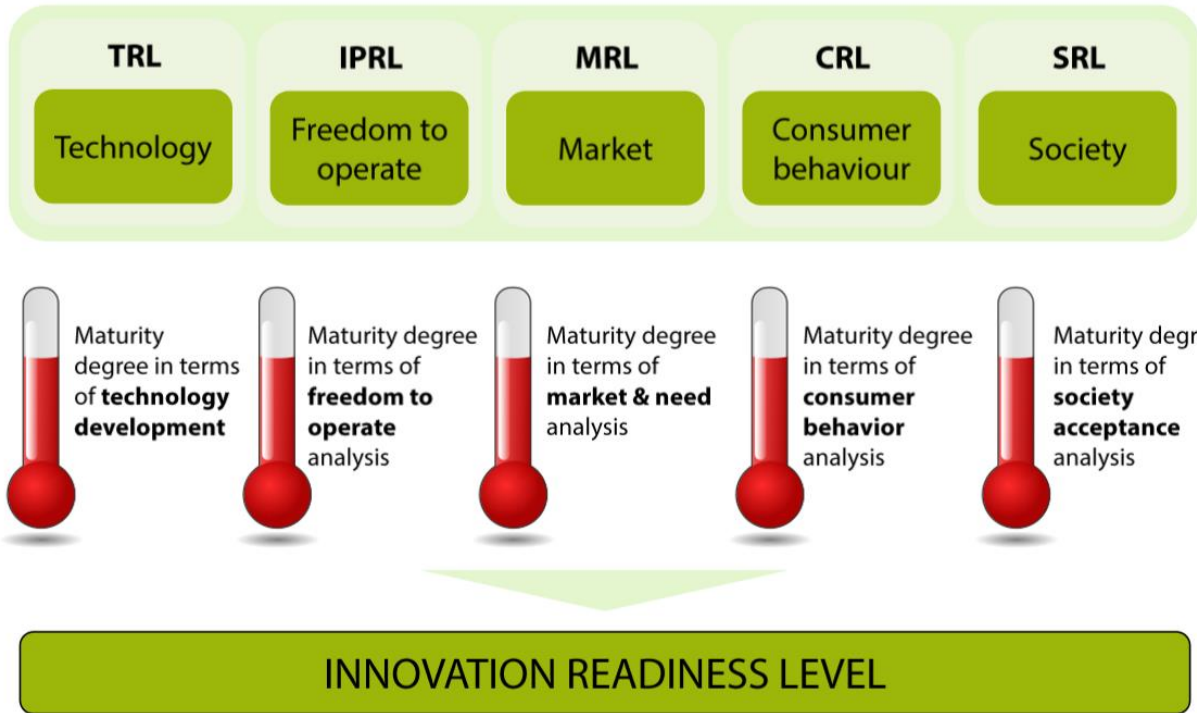 TRL
Technology
IPRL
Freedom to
operate
MRL
Market
CRL
Consumer
behaviour
SRL
Society
Maturity
degree in terms
of technology
development
Maturity degree
in terms of
freedom to
operate
analysis
Maturity degree
in terms of
market & need
analysis
Maturity degree
in terms of
consumer
behavior
analysis
Maturity degr
in terms of
society
acceptance
analysis
INNOVATION READINESS LEVEL